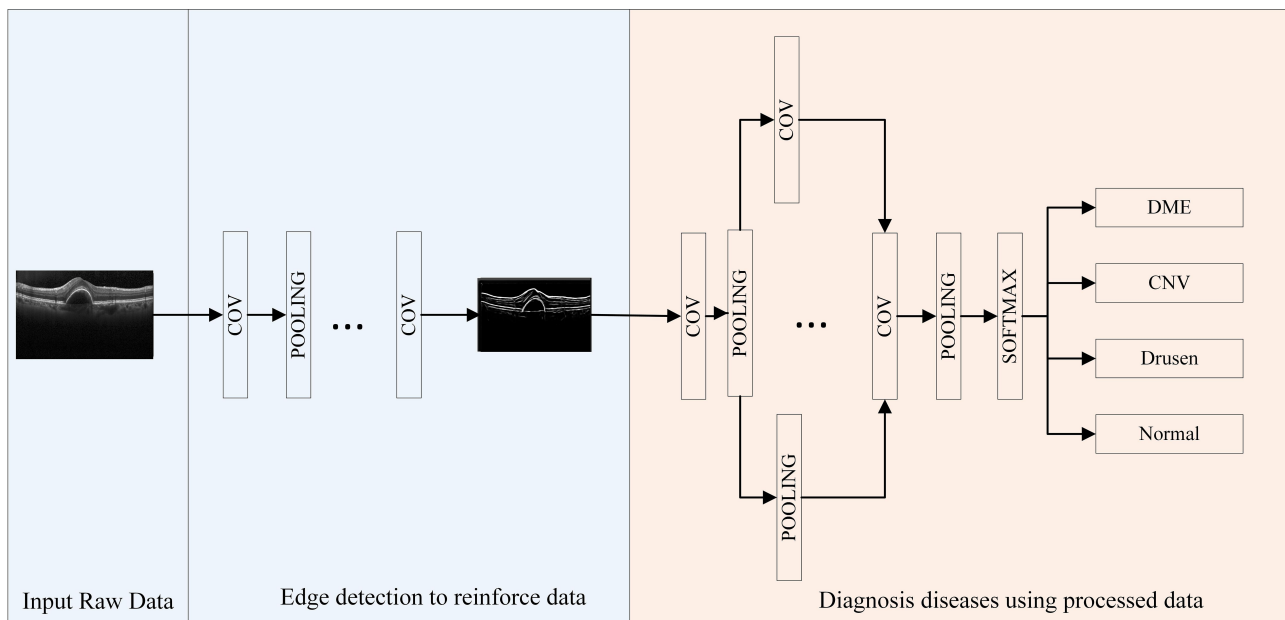 COV
POOLING
...
COV
COV
POOLING
COV
...
POOLING
COV
POOLING
SOFTMAX
DME
CNV
Drusen
Normal
Input Raw Data
Edge detection to reinforce data
Diagnosis diseases using processed data